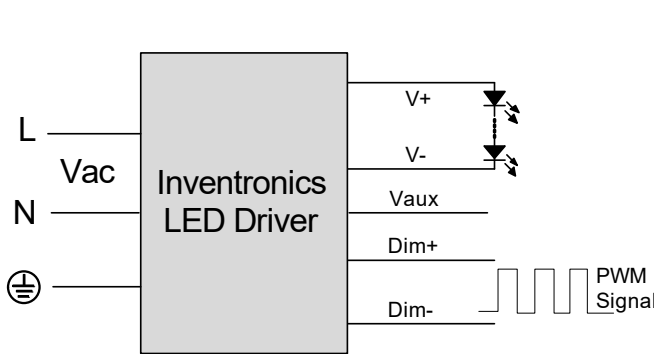 L
Vac
N
Inventronics
LED Driver
V+
V-
Vaux
Dim+
Dim-
PWM
Signal